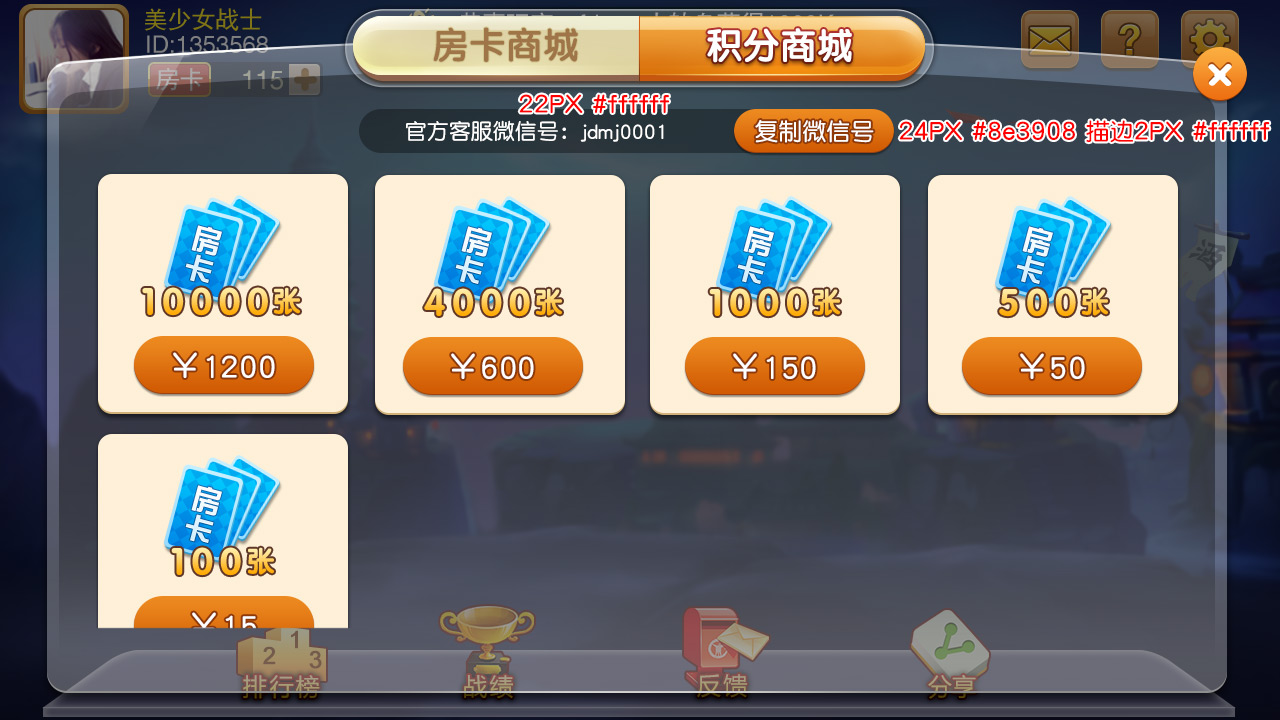 美少女战士
ID:1353568
房卡 115
房卡商城
积分商城
22PX #ffffff
官方客服微信号：jdmj0001
复制微信号
24PX #8e3908 描边2PX #ffffff
房卡
10000张
￥1200
房卡
4000张
￥600
房卡
1000张
￥150
房卡
500张
￥50
酒
房卡
100张
￥15
1
2
3
排行榜
战绩
反馈
分享